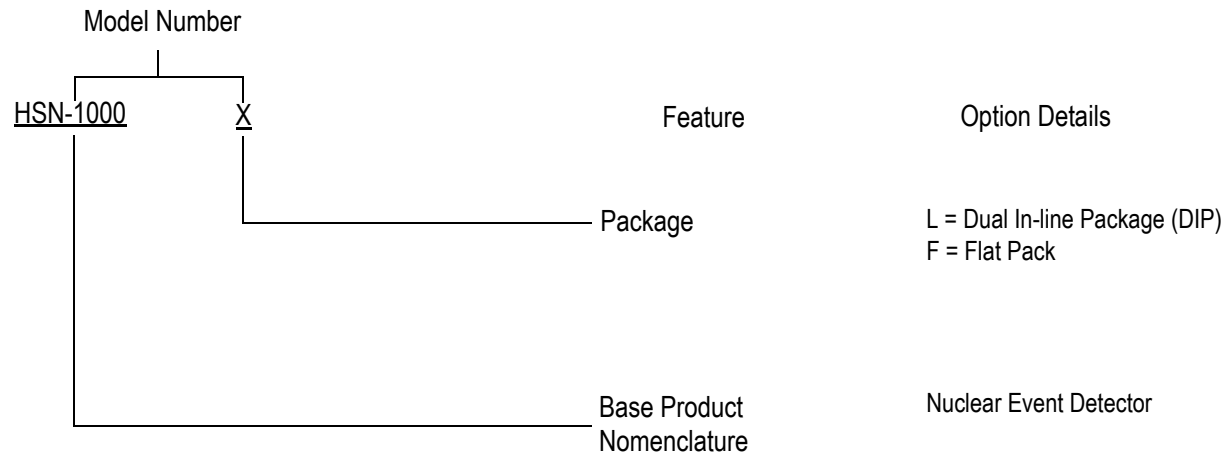 Model Number
HSN-1000 X Feature Option Details
Package L = Dual In-line Package (DIP)
F = Flat Pack
Base Product Nuclear Event Detector
Nomenclature